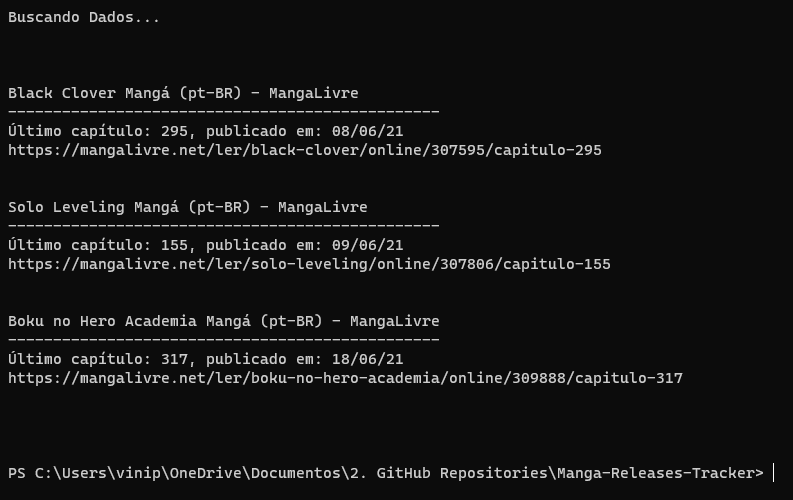 Buscando Dados...
Black Clover Mangá (pt-BR) - MangaLivre
------------------------------------------------
Último capítulo: 295, publicado em: 08/06/21
https://mangalivre.net/ler/black-clover/online/307595/capitulo-295
Solo Leveling Mangá (pt-BR) - MangaLivre
------------------------------------------------
Último capítulo: 155, publicado em: 09/06/21
https://mangalivre.net/ler/solo-leveling/online/307806/capitulo-155
Boku no Hero Academia Mangá (pt-BR) - MangaLivre
------------------------------------------------
Último capítulo: 317, publicado em: 18/06/21
https://mangalivre.net/ler/boku-no-hero-academia/online/309888/capitulo-317
PS C:\Users\vinip\OneDrive\Documentos\2. GitHub Repositories\Manga-Releases-Tracker>